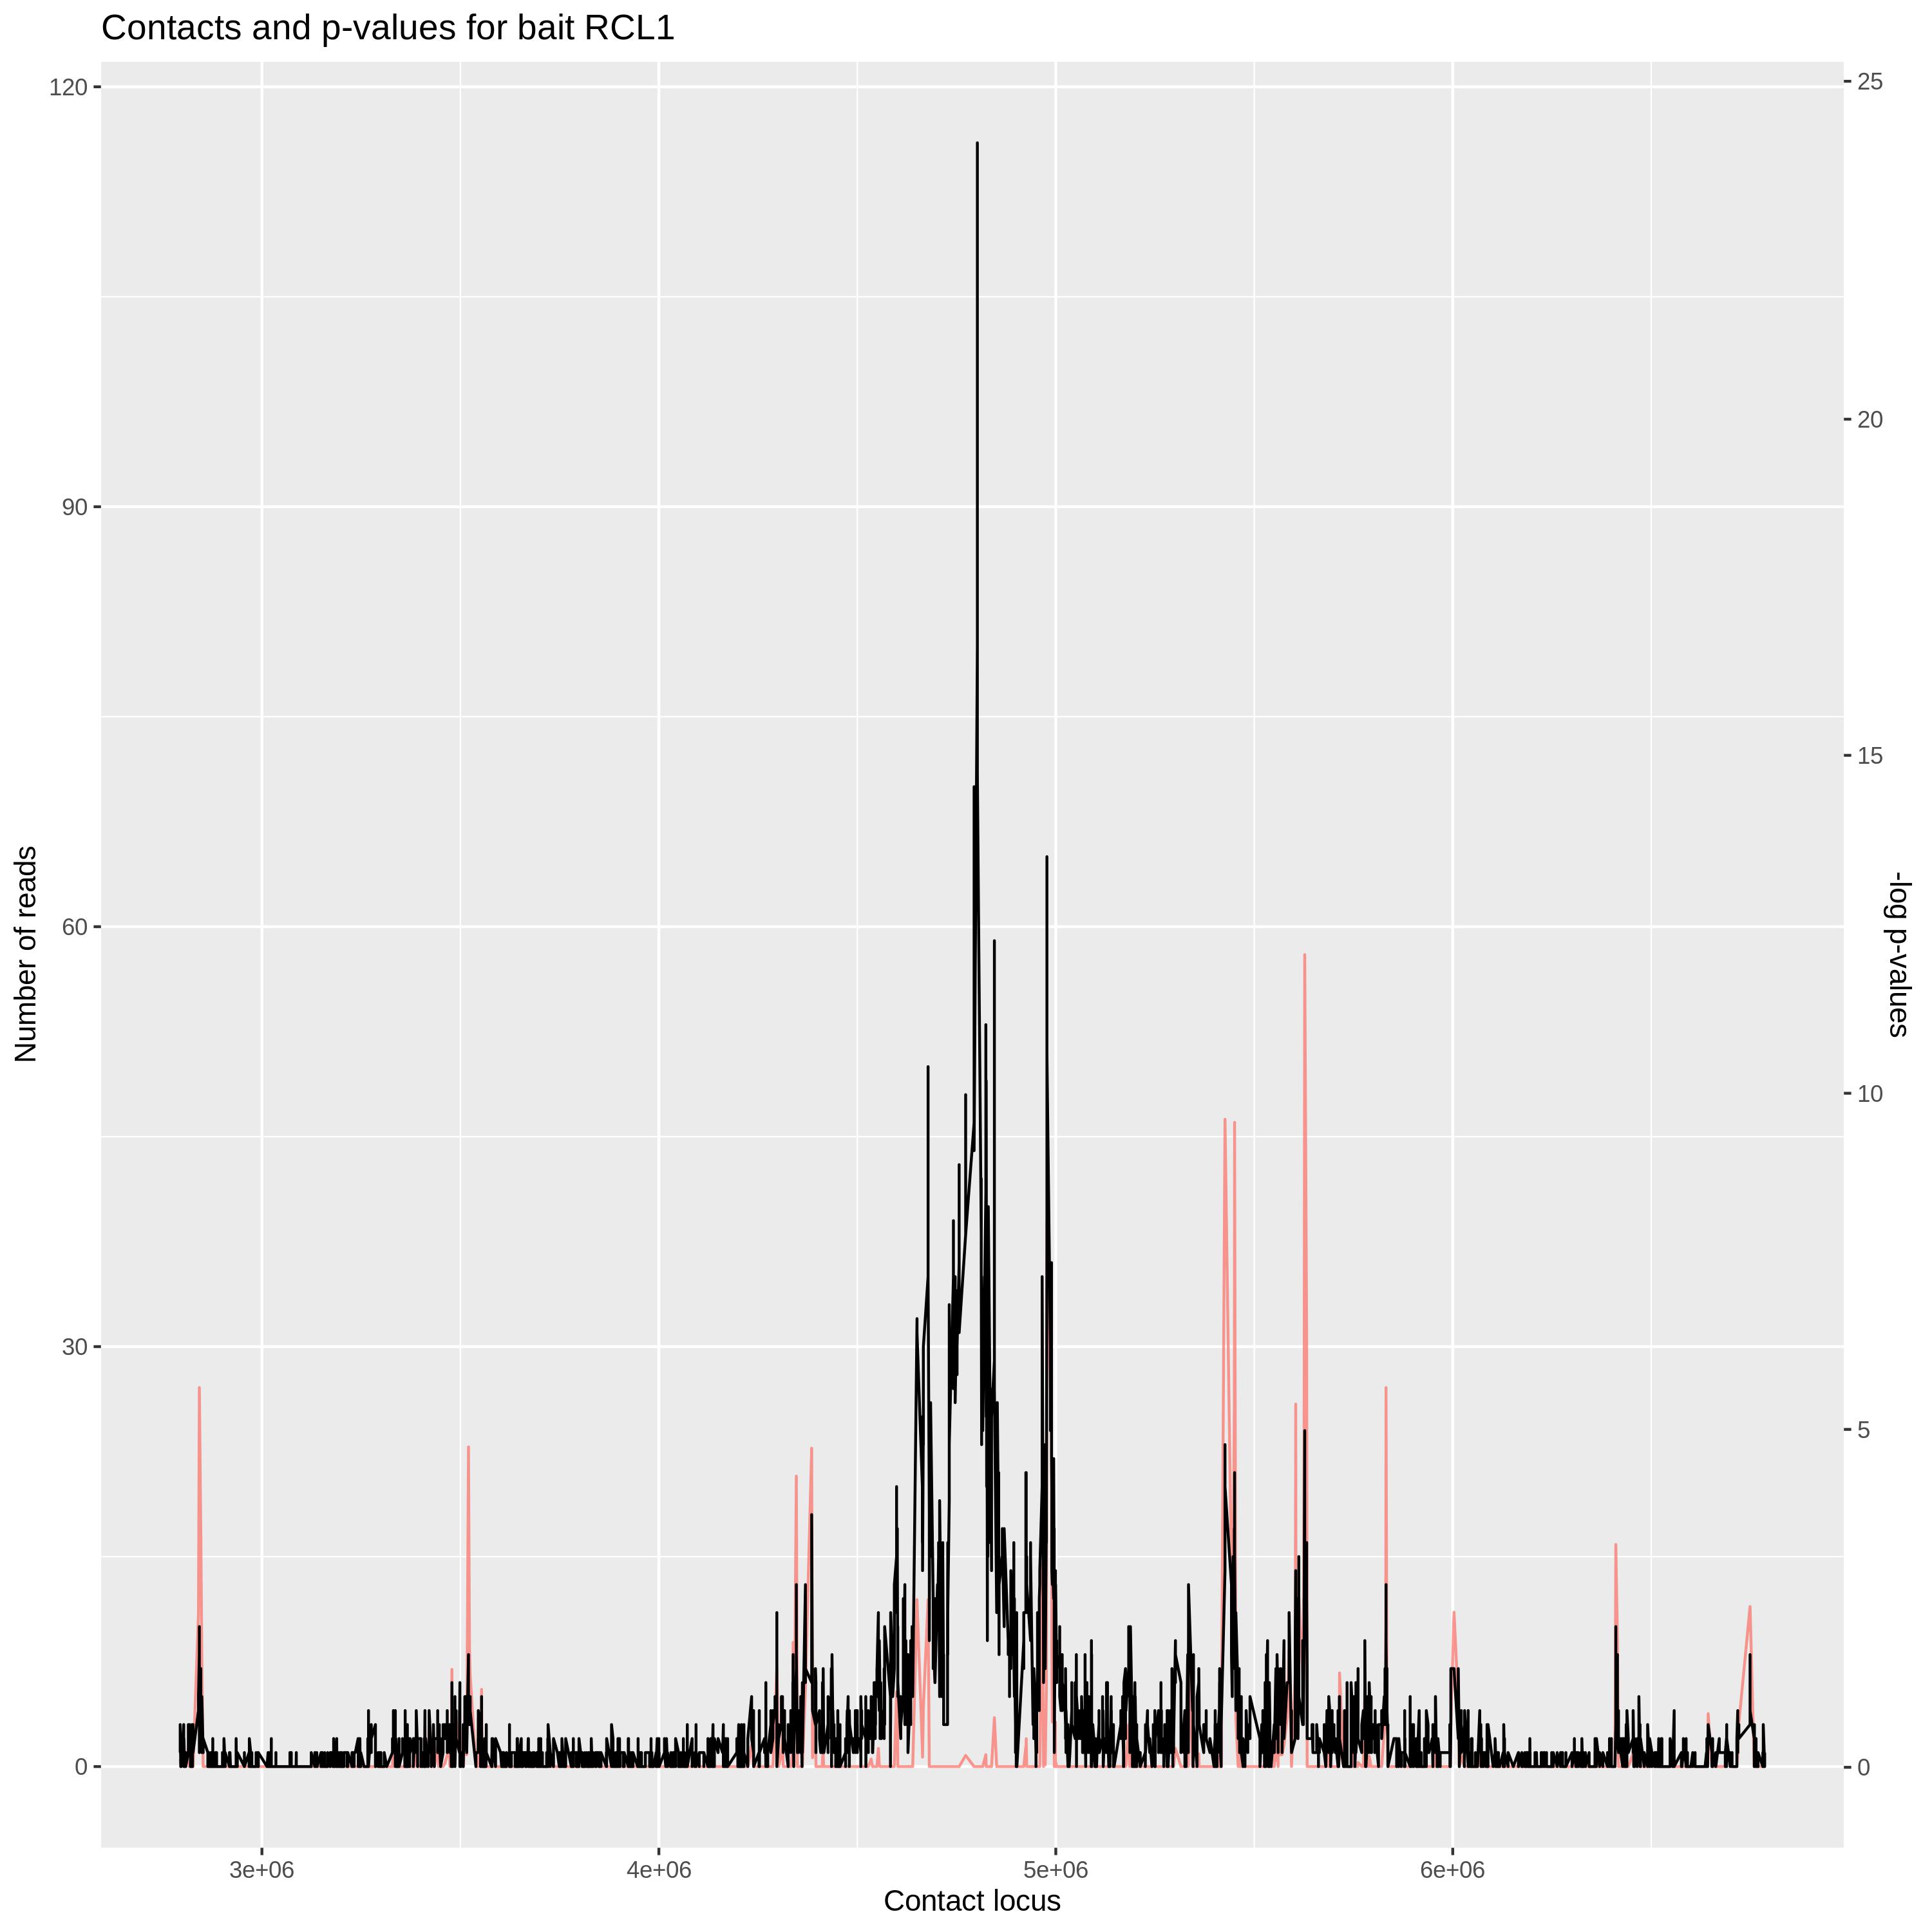 Contacts and p-values for bait RCL1
120
90
60
30
0
Number of reads
25
20
15
10
5
0
-log p-values
3e+06
4e+06
5e+06
6e+06
Contact locus